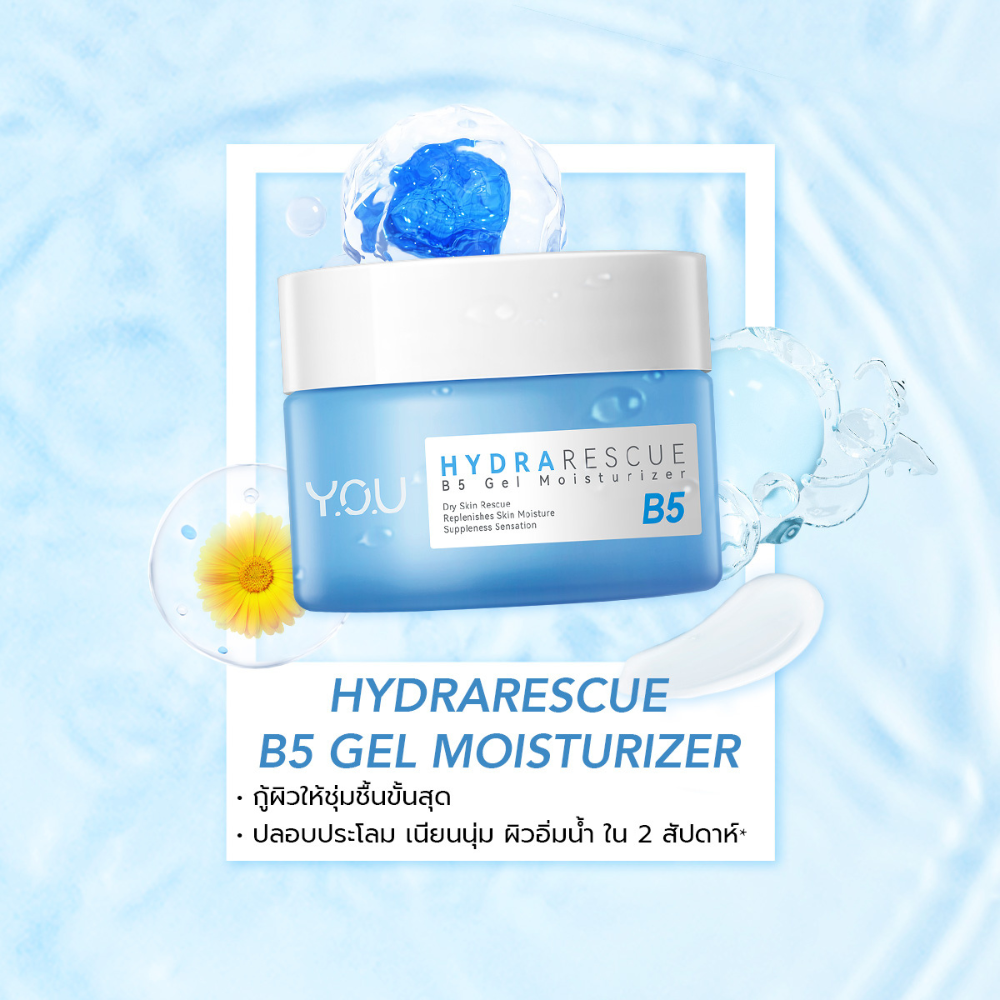 Y.O.U
HYDRARESCUE
B5 Gel Moisturizer
Dry Skin Rescue
Replenishes Skin Moisture
Suppleness Sensation
B5
HYDRARESCUE
B5 GEL MOISTURIZER
• กู้ผิวให้ชุ่มชื้นขั้นสุด
• ปลอบประโลม เนียนนุ่ม ผิวอิ่มน้ำ ใน 2 สัปดาห์*